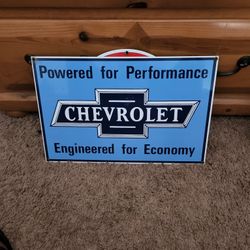 Powered for Performance
CHEVROLET
Engineered for Economy